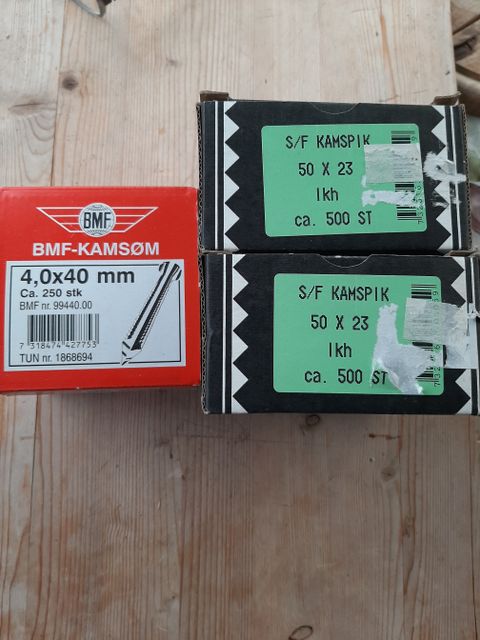 BMF
BMF-KAMSØM
4,0x40 mm
Ca. 250 stk
BMF nr. 99440.00
7 318474 427753
TUN nr. 1868694
S/F KAMSPIK
50 X 23
lkh
ca. 500 ST
S/F KAMSPIK
50 X 23
lkh
ca. 500 ST